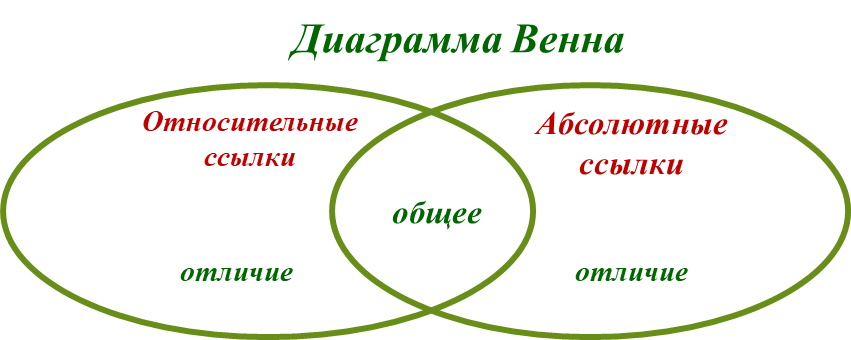 Диаграмма Венна
Относительные
ссылки
Абсолютные
ссылки
общее
отличие
отличие